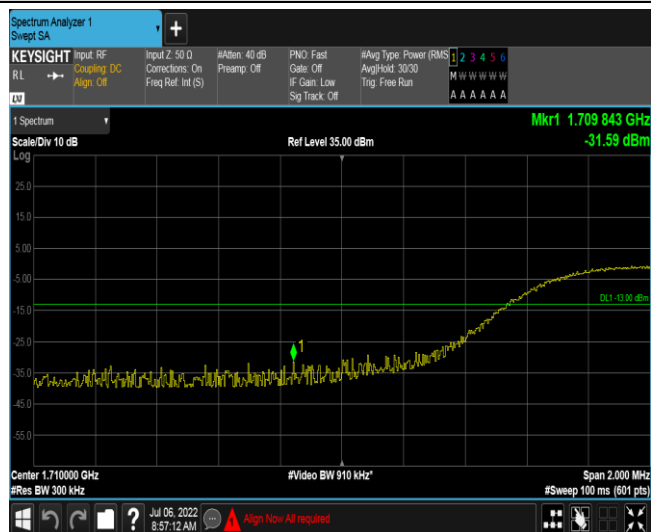 Spectrum Analyzer 1
Swept SA
+
KEYSIGHT
RL
Input: RF
Coupling: DC
Align: Off
Input Z: 50 Ω
Corrections: On
Freq Ref: Int (S)
#Atten: 40 dB
Preamp: Off
PNO: Fast
Gate: Off
IF Gain: Low
Sig Track: Off
#Avg Type: Power (RMS
Avg|Hold: 30/30
Trig: Free Run
1 2 3 4 5 6
M W W W W W
A A A A A A
1 Spectrum
Mkr1 1.709 843 GHz
Scale/Div 10 dB
Ref Level 35.00 dBm
-31.59 dBm
Log
25.0
15.0
5.00
-5.00
DL1 -13.00 dBm
-15.0
-25.0
1
-35.0
-45.0
-55.0
Center 1.710000 GHz
#Video BW 910 kHz*
Span 2.000 MHz
#Res BW 300 kHz
#Sweep 100 ms (601 pts)
?
Jul 06, 2022
8:57:12 AM
Align Now All required